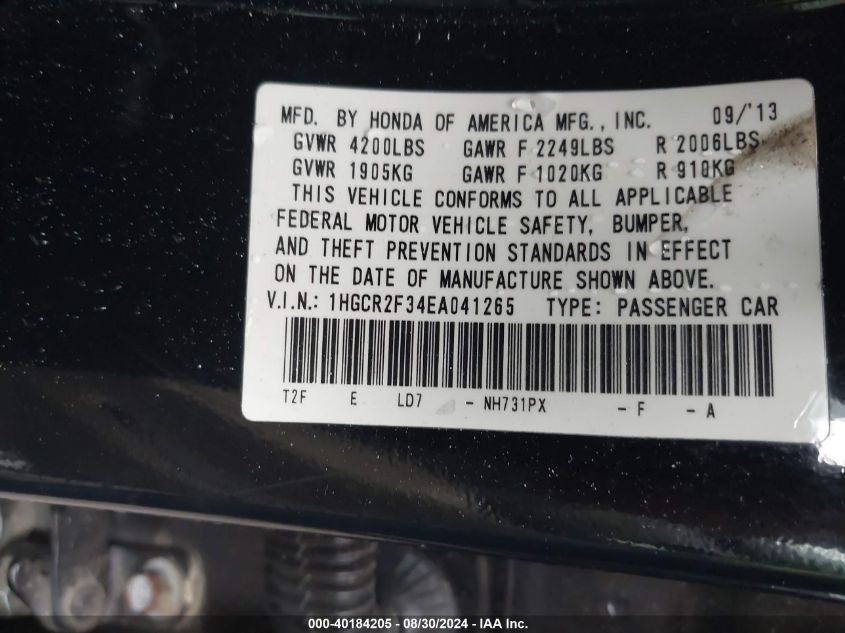 MFD. BY HONDA OF AMERICA MFG., INC. 09/'13
GVWR 4200LBS GAWR F 2249LBS R 2006LBS
GVWR 1905KG GAWR F 1020KG R 910KG
THIS VEHICLE CONFORMS TO ALL APPLICABLE
FEDERAL MOTOR VEHICLE SAFETY, BUMPER,
AND THEFT PREVENTION STANDARDS IN EFFECT
ON THE DATE OF MANUFACTURE SHOWN ABOVE.
V.I.N.: 1HGCR2F34EA041265 TYPE: PASSENGER CAR
T2F E LD7 - NH731PX - F - A
000-40184205 - 08/30/2024 - IAA Inc.